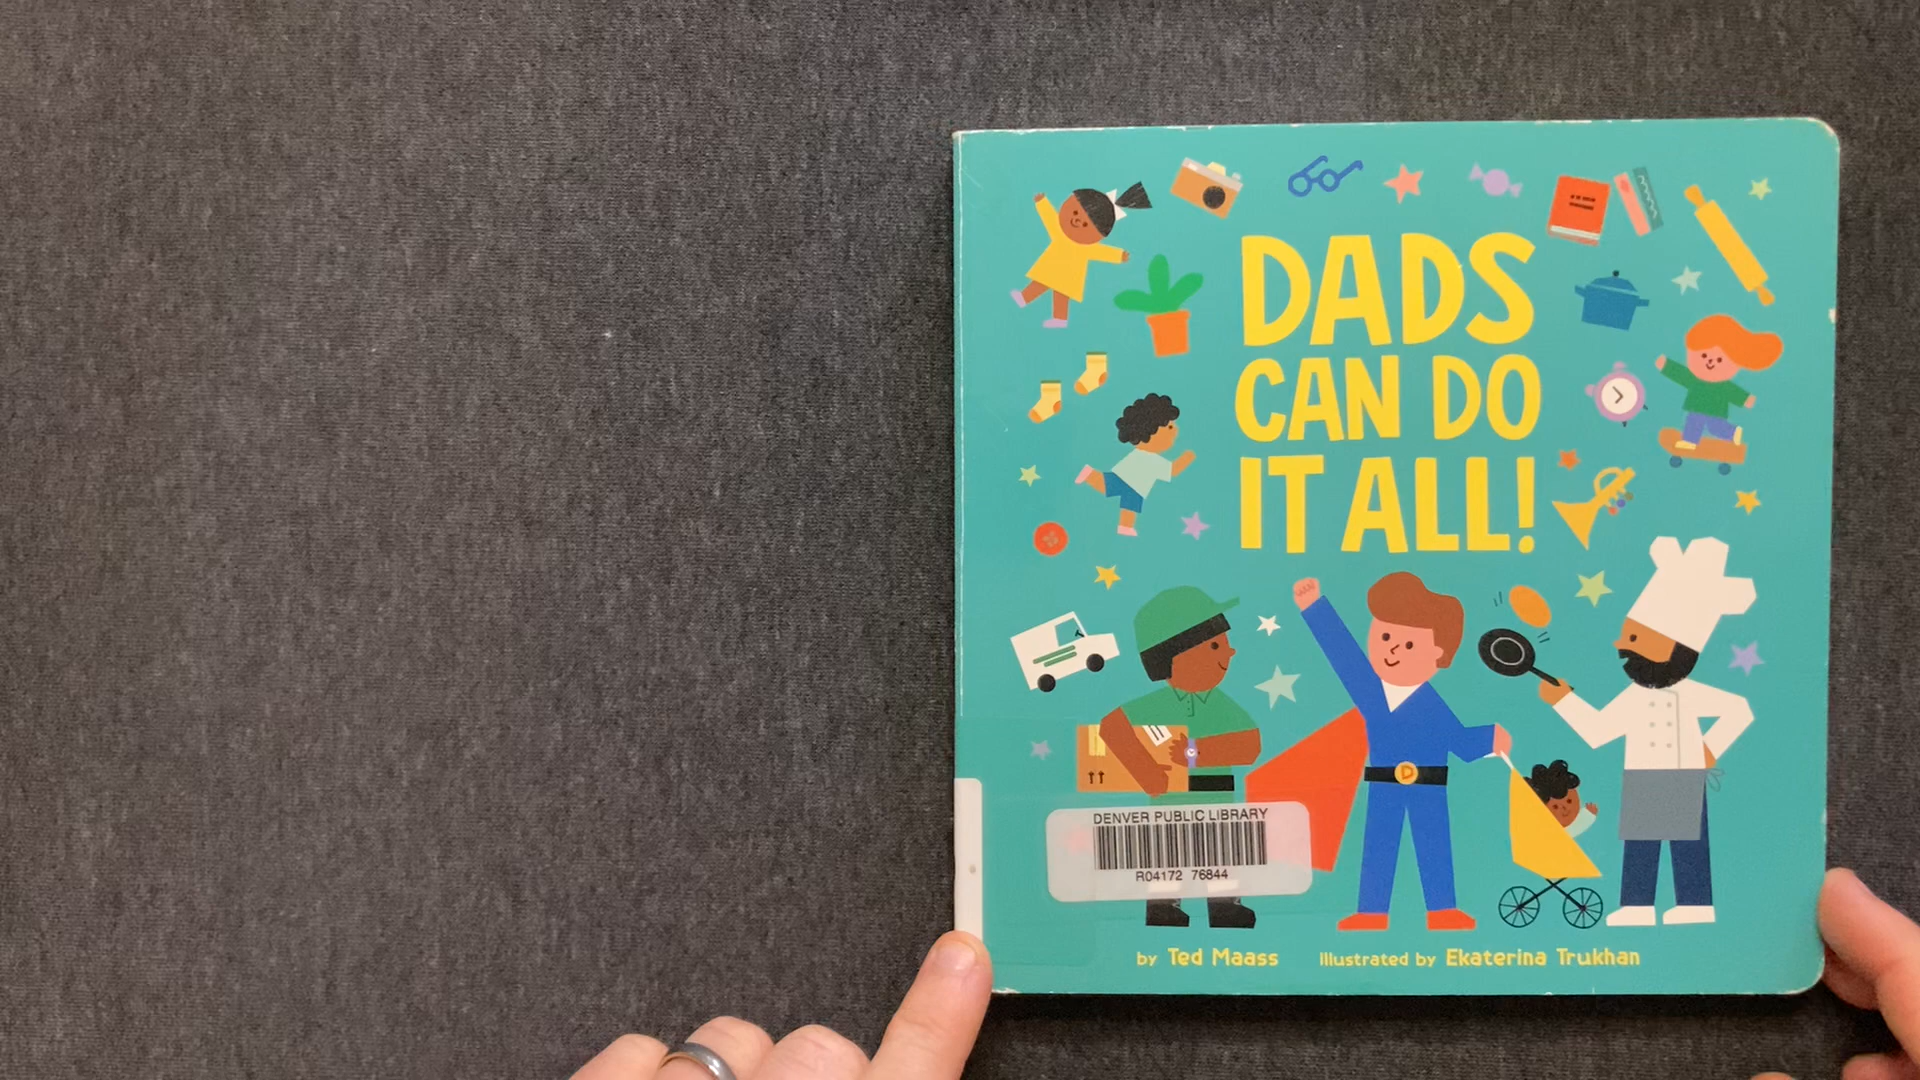 DADS
CAN DO
IT ALL!
D
DENVER PUBLIC LIBRARY
R04172 76844
by Ted Maass
Illustrated by Ekaterina Trukhan